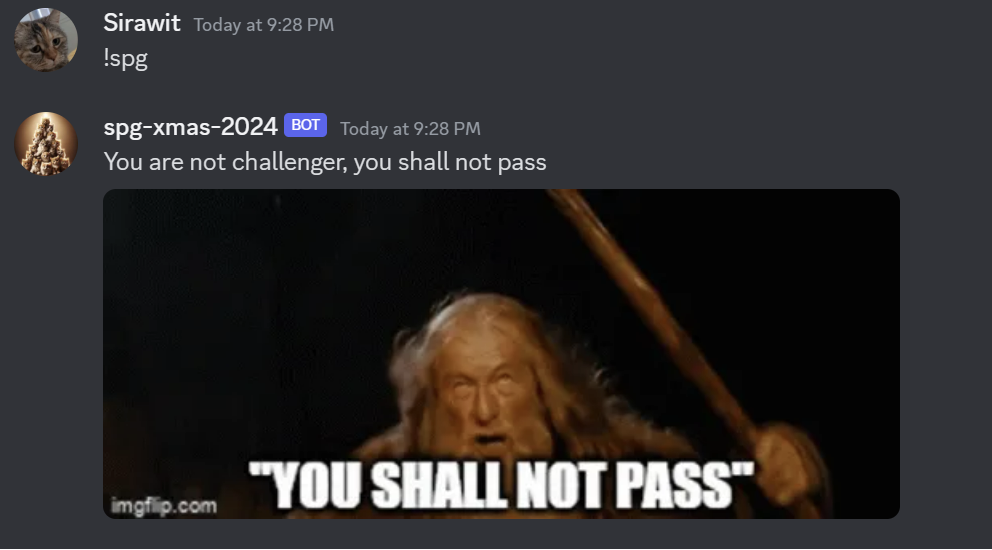 Sirawit Today at 9:28 PM
!spg
spg-xmas-2024 BOT Today at 9:28 PM
You are not challenger, you shall not pass
"YOU SHALL NOT PASS"
imgflip.com